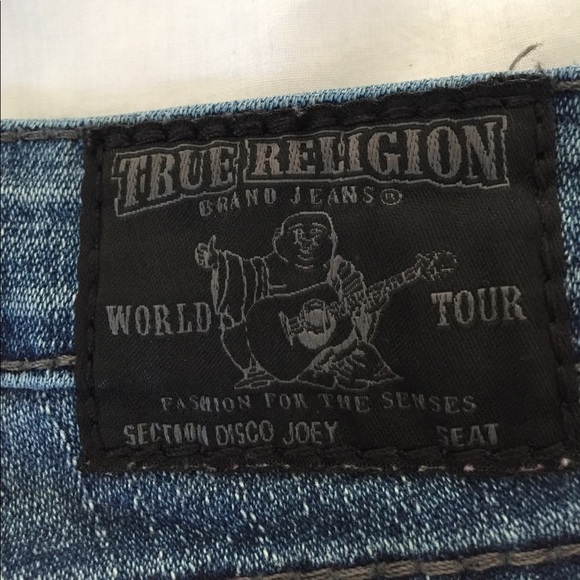 TRUE RELIGION
BRAND JEANS®
WORLD TOUR
FASHION FOR THE SENSES
SECTION DISCO JOEY SEAT